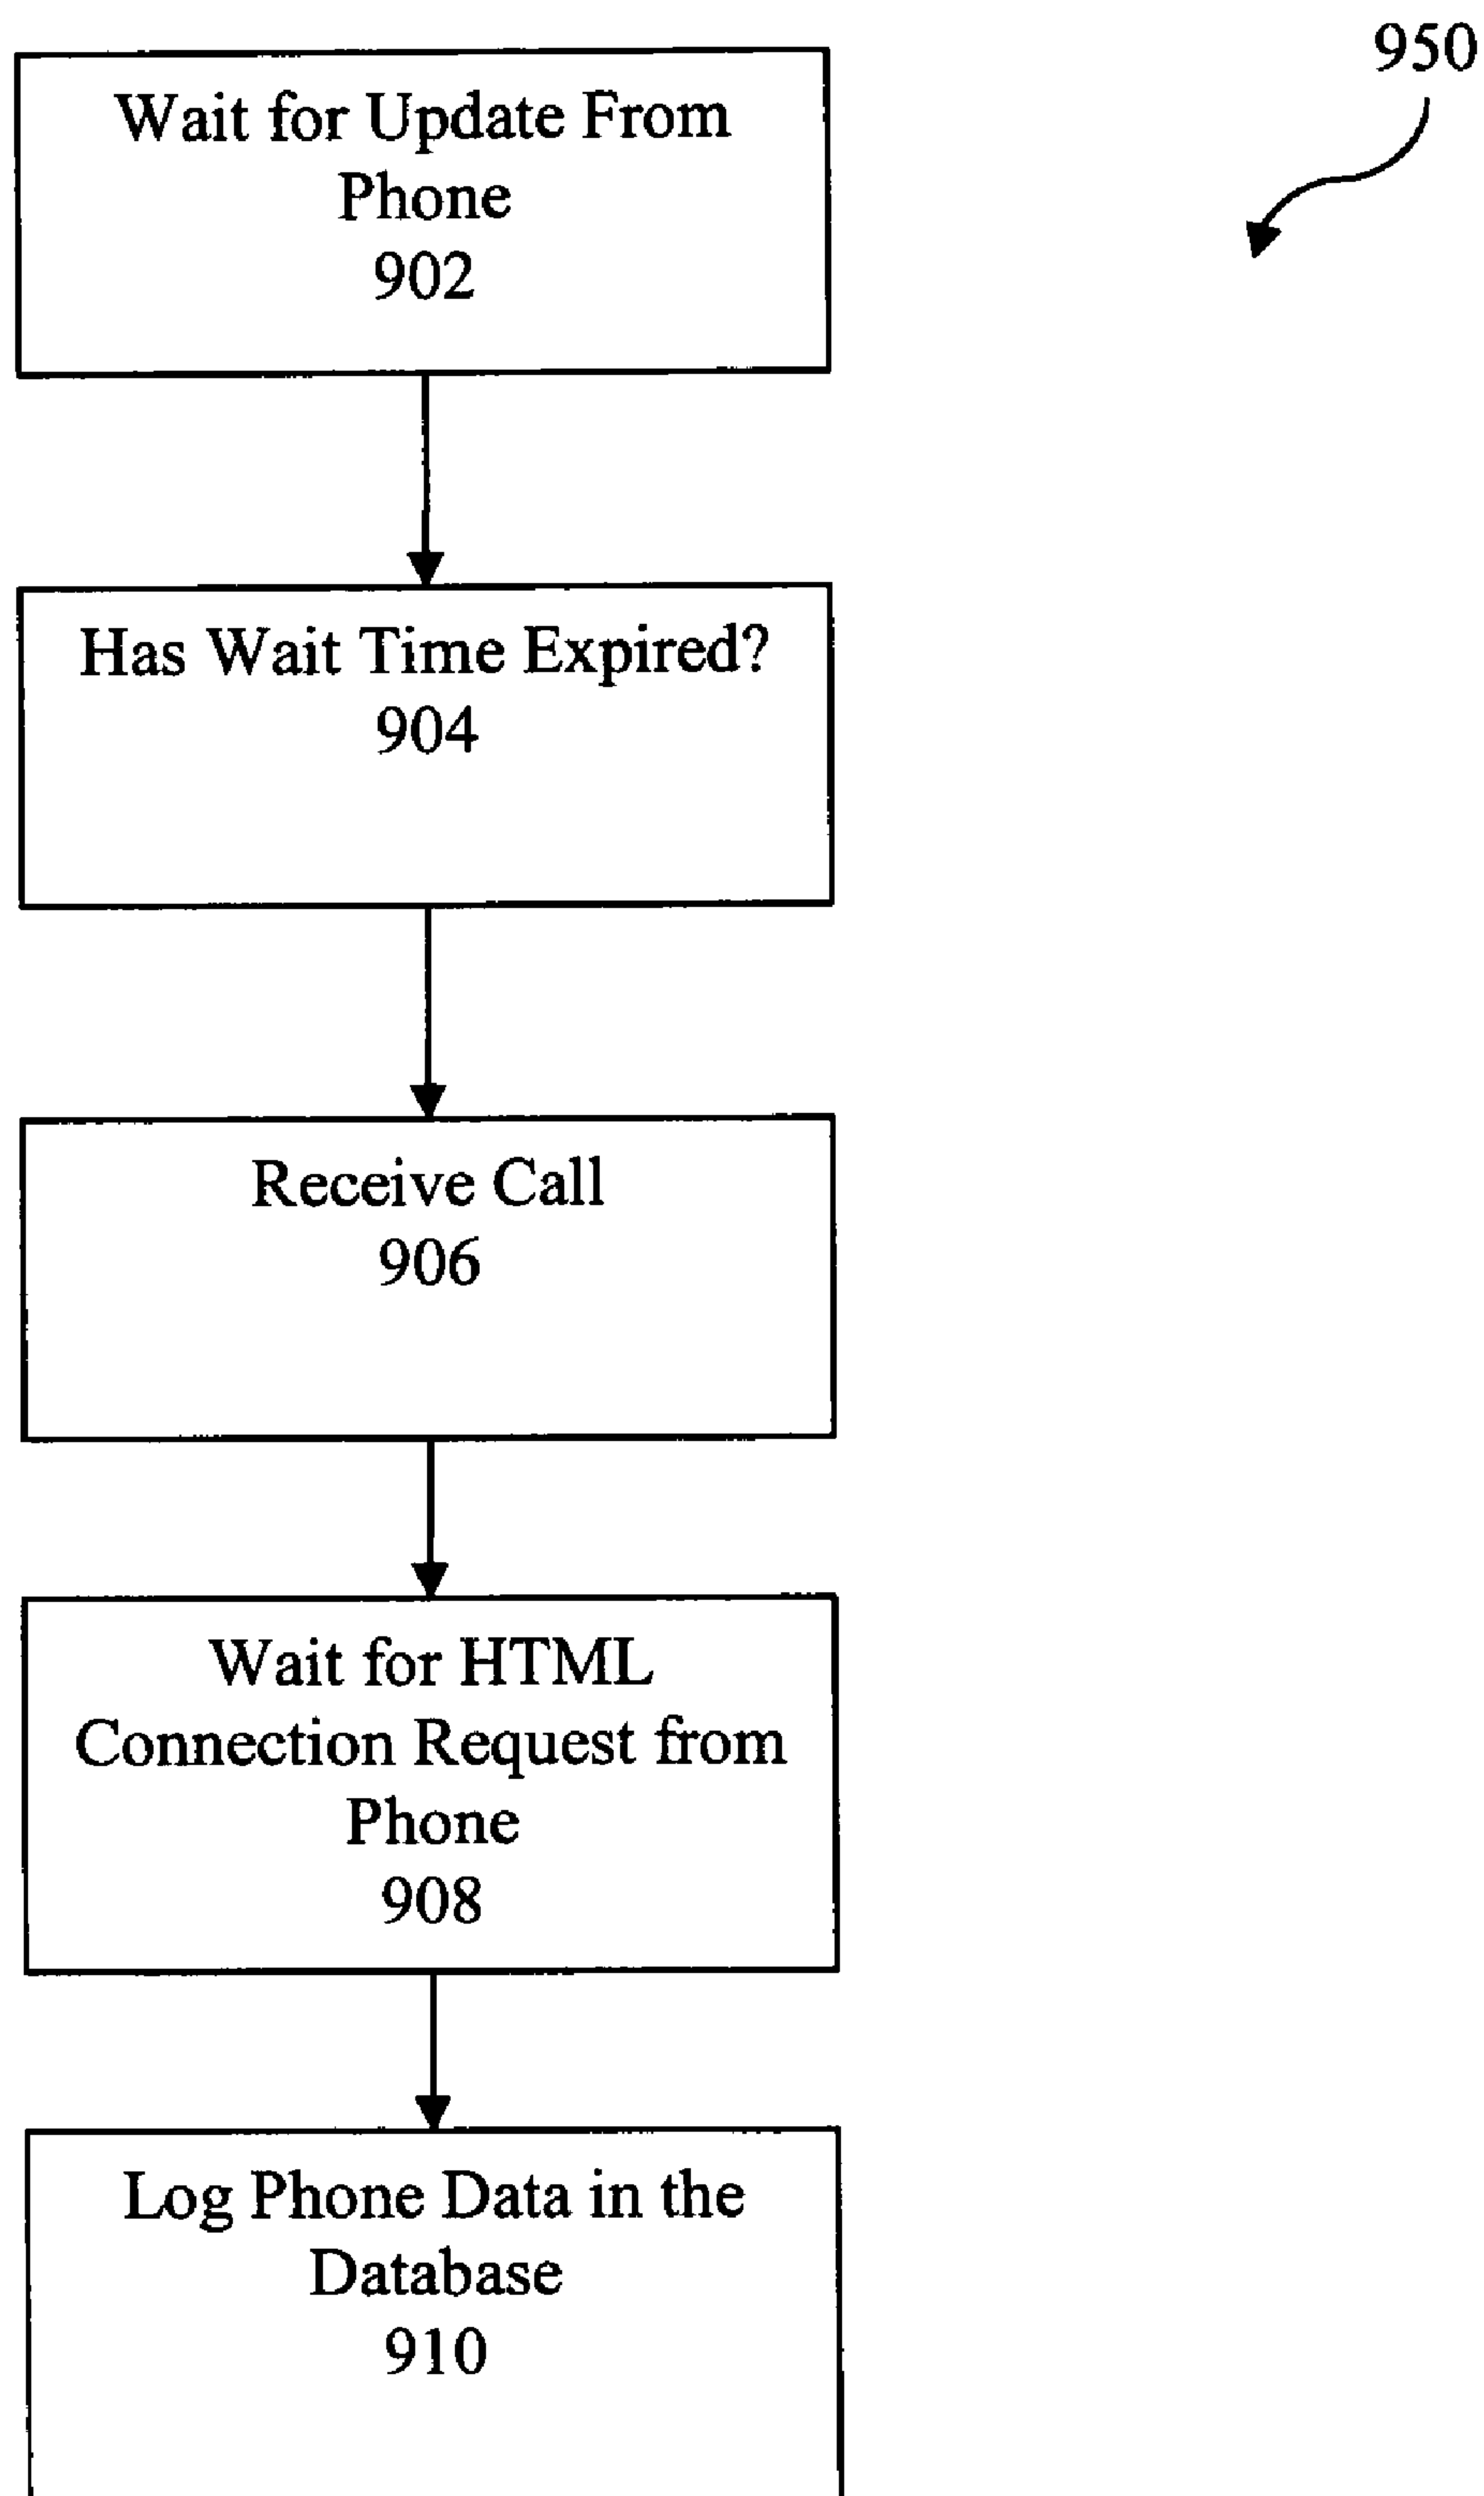 950
Wait for Update From
Phone
902
Has Wait Time Expired?
904
Receive Call
906
Wait for HTML
Connection Request from
Phone
908
Log Phone Data in the
Database
910